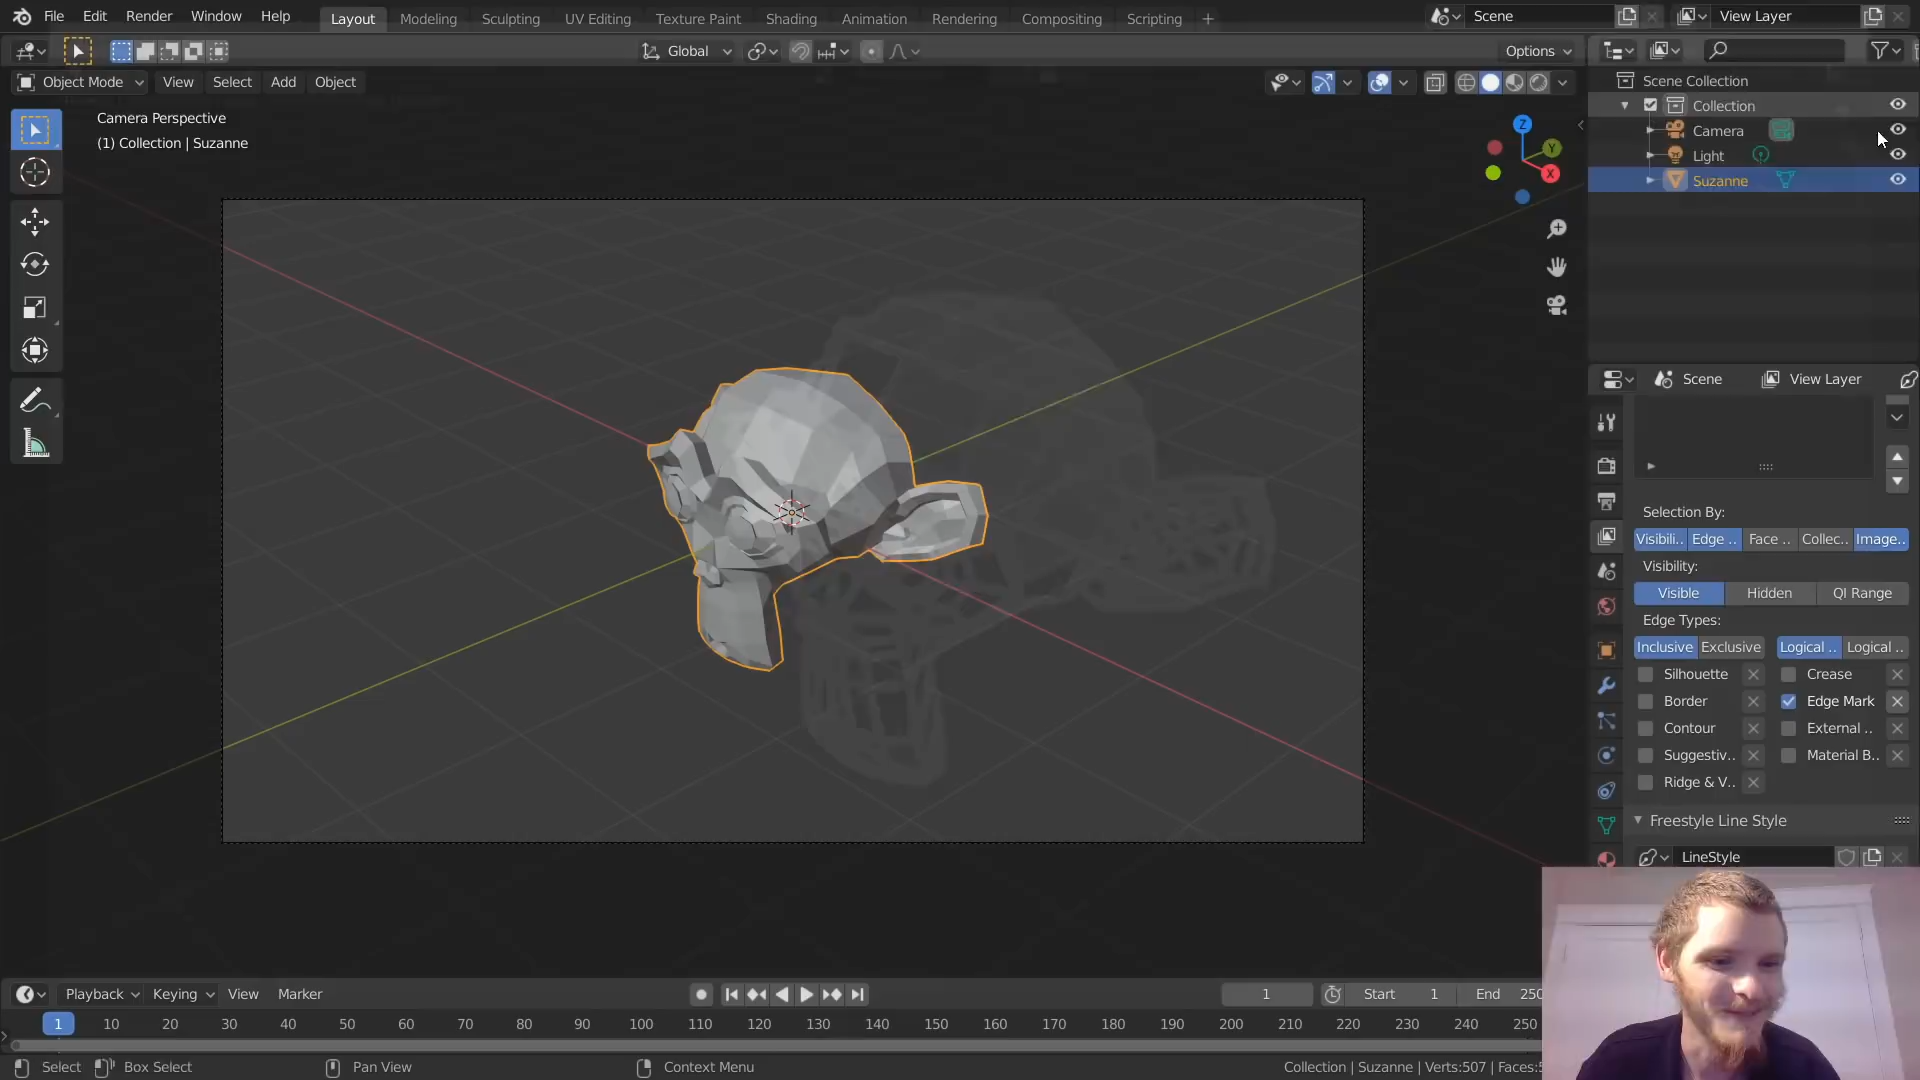 File Edit Render Window Help
Layout Modeling Sculpting UV Editing Texture Paint Shading Animation Rendering Compositing Scripting +
Scene
View Layer
Global
Options
Object Mode View Select Add Object
Camera Perspective
(1) Collection | Suzanne
Z
Y
X
Scene Collection
Collection
Camera
Light
Suzanne
Scene View Layer
Selection By:
Visibili.. Edge .. Face .. Collec.. Image..
Visibility:
Visible Hidden QI Range
Edge Types:
Inclusive Exclusive Logical .. Logical ..
Silhouette Crease
Border Edge Mark
Contour External ..
Suggestiv.. Material B..
Ridge & V..
Freestyle Line Style
LineStyle
Playback Keying View Marker
1 Start 1 End 250
1 10 20 30 40 50 60 70 80 90 100 110 120 130 140 150 160 170 180 190 200 210 220 230 240 250
Select Box Select Pan View Context Menu
Collection | Suzanne | Verts:507 | Faces: